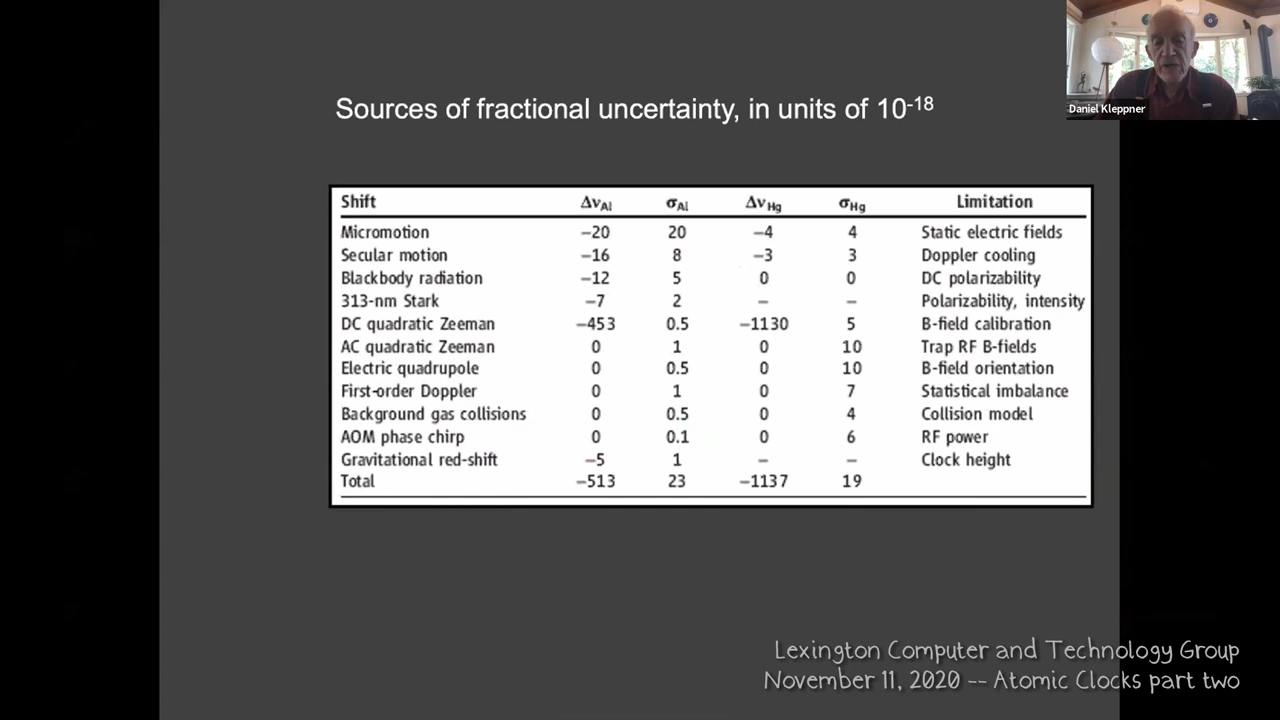 Daniel Kleppner
Sources of fractional uncertainty, in units of 10⁻¹⁸
Shift Δν_Al σ_Al Δν_Hg σ_Hg Limitation
Micromotion −20 20 −4 4 Static electric fields
Secular motion −16 8 −3 3 Doppler cooling
Blackbody radiation −12 5 0 0 DC polarizability
313-nm Stark −7 2 – – Polarizability, intensity
DC quadratic Zeeman −453 0.5 −1130 5 B-field calibration
AC quadratic Zeeman 0 1 0 10 Trap RF B-fields
Electric quadrupole 0 0.5 0 10 B-field orientation
First-order Doppler 0 1 0 7 Statistical imbalance
Background gas collisions 0 0.5 0 4 Collision model
AOM phase chirp 0 0.1 0 6 RF power
Gravitational red-shift −5 1 – – Clock height
Total −513 23 −1137 19
Lexington Computer and Technology Group
November 11, 2020 -- Atomic Clocks part two